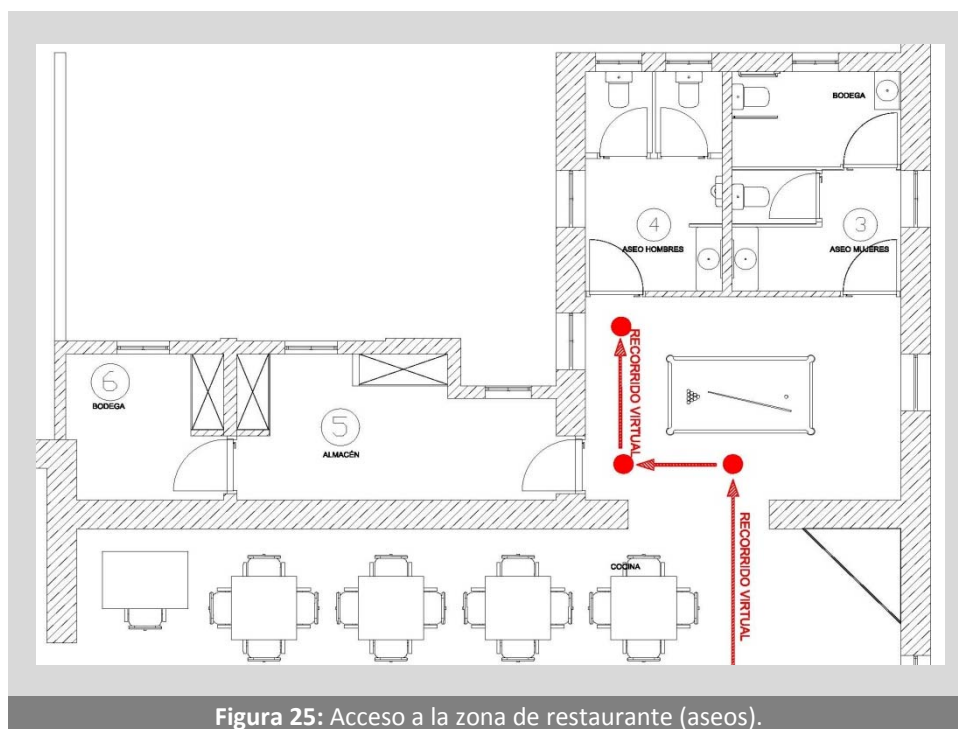 BODEGA
4
ASEO HOMBRES
3
ASEO MUJERES
RECORRIDO VIRTUAL
6
BODEGA
5
ALMACÉN
COCINA
RECORRIDO VIRTUAL
Figura 25: Acceso a la zona de restaurante (aseos).